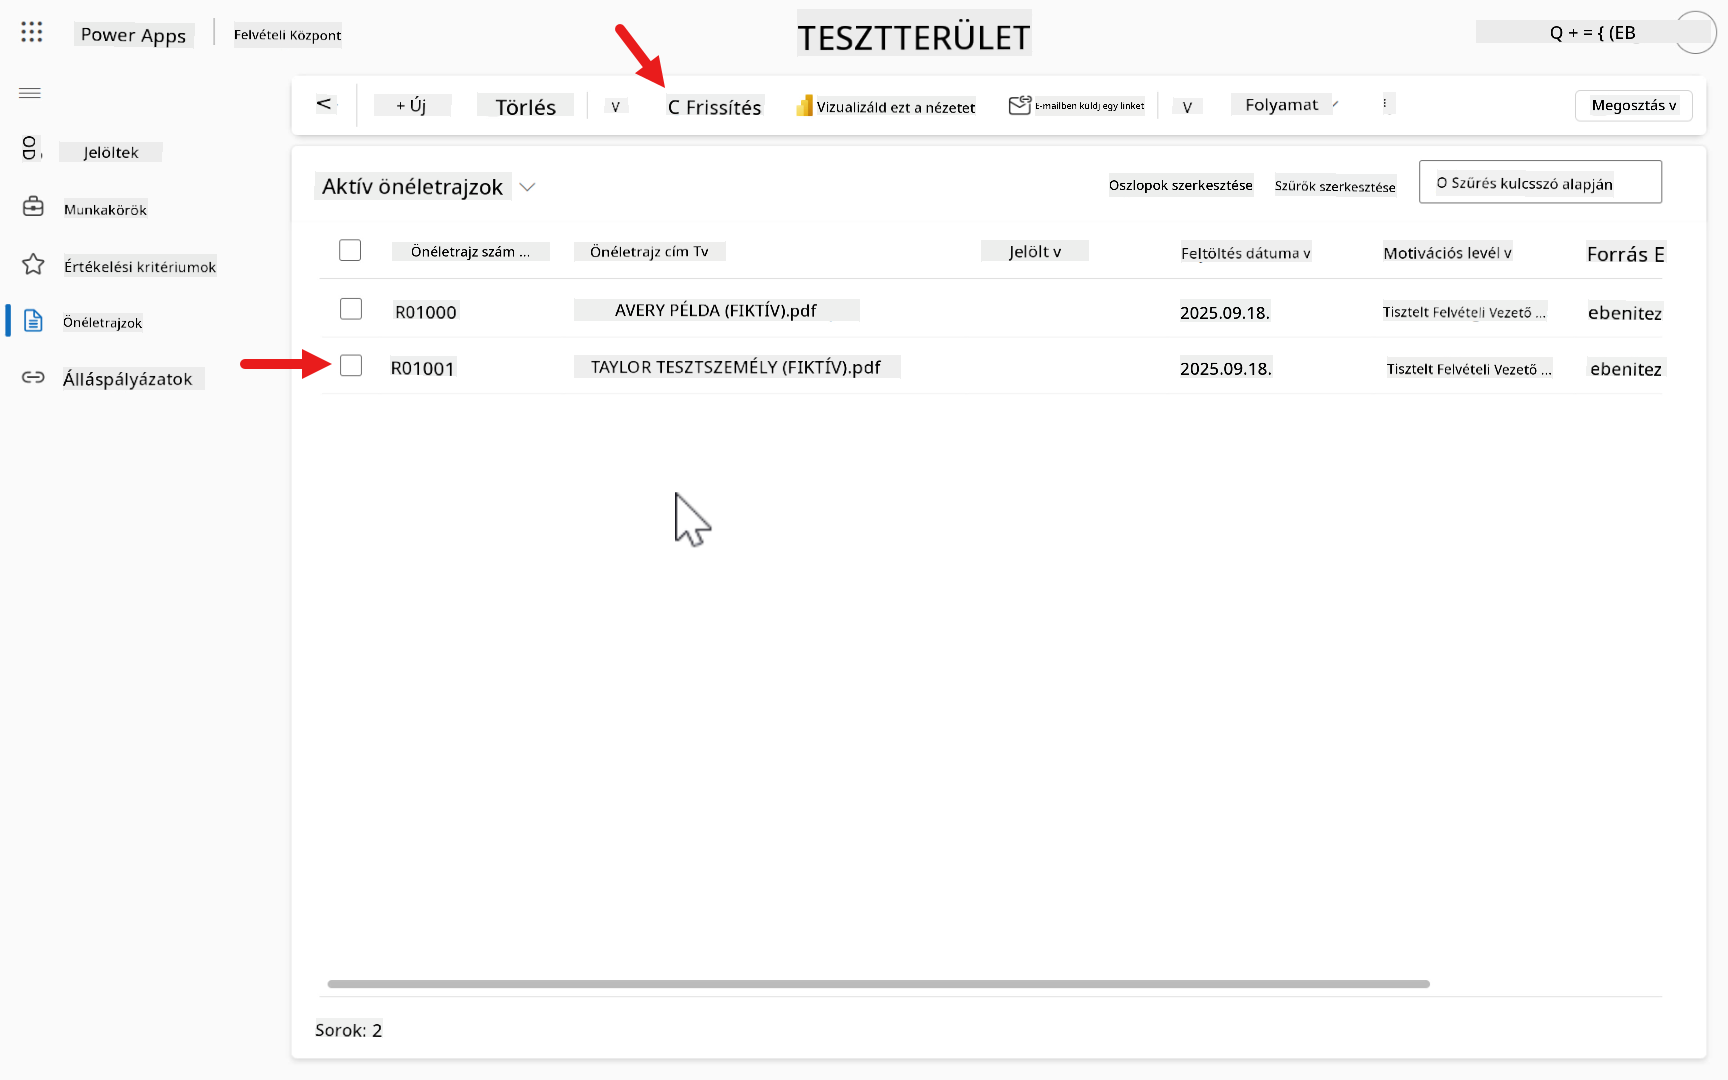 Power Apps
Felvételi Központ
TESZTTERÜLET
Q + = { (EB
<
+ Új
Törlés
V
C Frissítés
Vizualizáld ezt a nézetet
E-mailben küldj egy linket
V
Folyamat
Megosztás v
Jelöltek
Munkakörök
Értékelési kritériumok
Önéletrajzok
Álláspályázatok
Aktív önéletrajzok
Oszlopok szerkesztése
Szűrők szerkesztése
O Szűrés kulcsszó alapján
Önéletrajz szám ...
Önéletrajz cím Tv
Jelölt v
Feltöltés dátuma v
Motivációs levél v
Forrás E
R01000
AVERY PÉLDA (FIKTÍV).pdf
2025.09.18.
Tisztelt Felvételi Vezető ...
ebenitez
R01001
TAYLOR TESZTSZEMÉLY (FIKTÍV).pdf
2025.09.18.
Tisztelt Felvételi Vezető ...
ebenitez
Sorok: 2